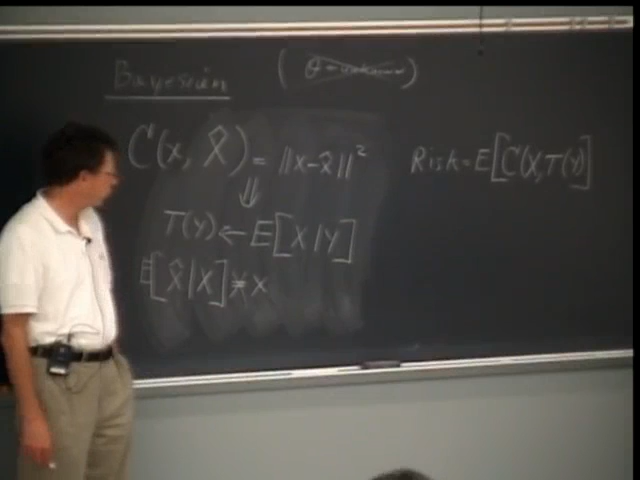 Bayesian
C(x, X̂) = ||x-x̂||²
⇓
T(Y) ← E[X|Y]
E[X̂|X] ≠ x
Risk = E[C(X,T(Y)]